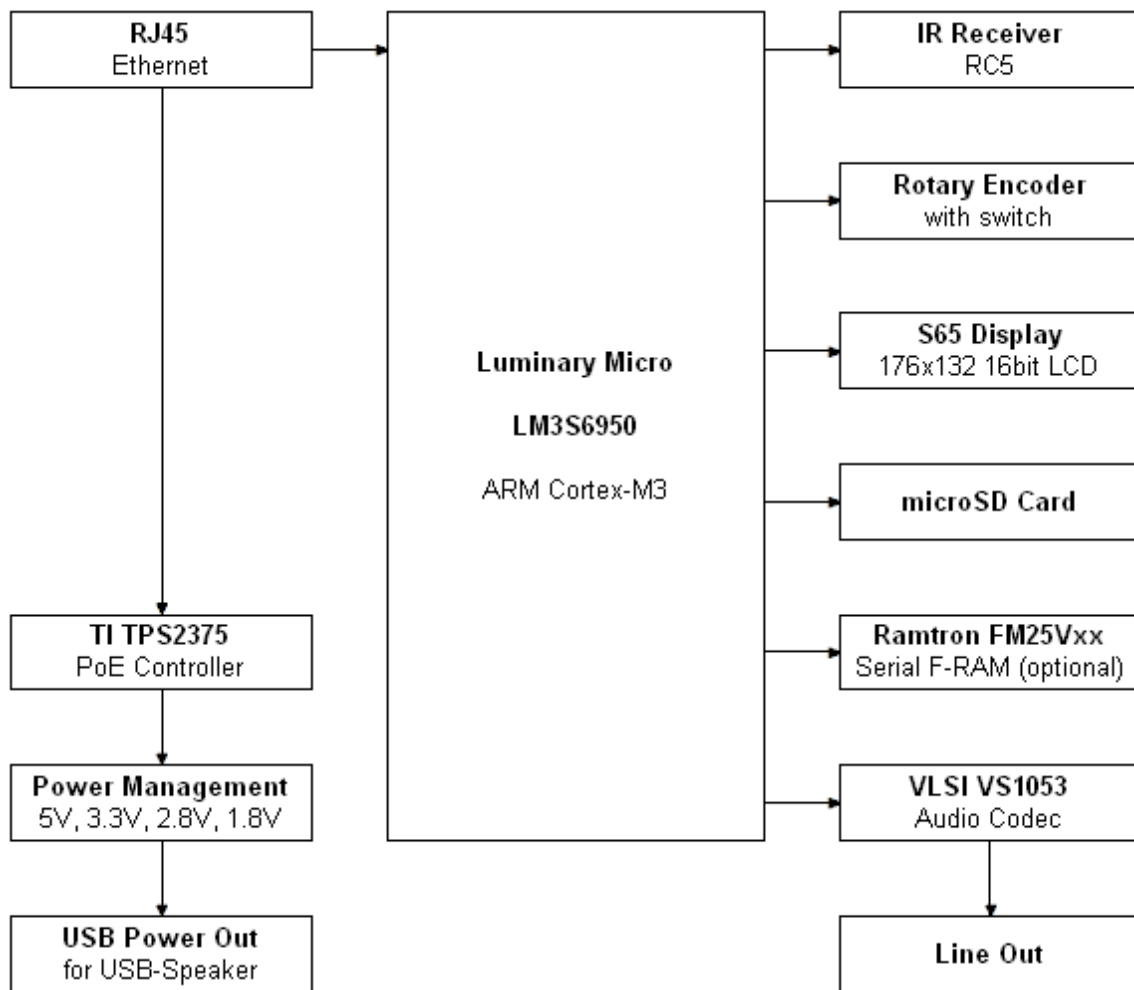 RJ45
Ethernet
IR Receiver
RC5
Rotary Encoder
with switch
S65 Display
176x132 16bit LCD
Luminary Micro
LM3S6950
ARM Cortex-M3
microSD Card
TI TPS2375
PoE Controller
Ramtron FM25Vxx
Serial F-RAM (optional)
Power Management
5V, 3.3V, 2.8V, 1.8V
VLSI VS1053
Audio Codec
USB Power Out
for USB-Speaker
Line Out